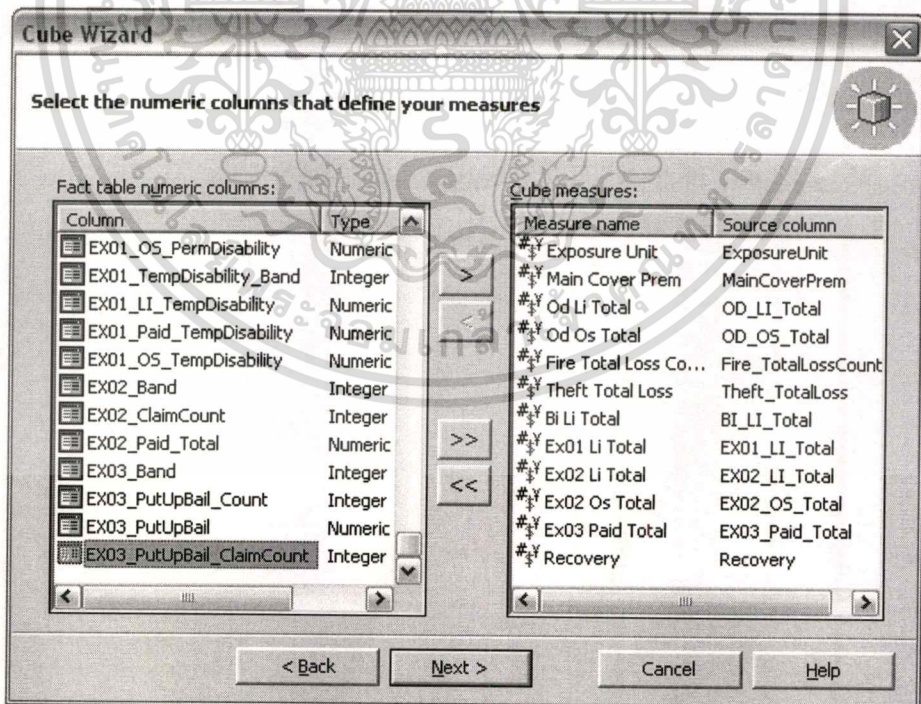 Cube Wizard
Select the numeric columns that define your measures
Fact table numeric columns:
Column Type
EX01_OS_PermDisability Numeric
EX01_TempDisability_Band Integer
EX01_LI_TempDisability Numeric
EX01_Paid_TempDisability Numeric
EX01_OS_TempDisability Numeric
EX02_Band Integer
EX02_ClaimCount Integer
EX02_Paid_Total Numeric
EX03_Band Integer
EX03_PutUpBail_Count Integer
EX03_PutUpBail Numeric
EX03_PutUpBail_ClaimCount Integer
>
<
>>
<<
Cube measures:
Measure name Source column
Exposure Unit ExposureUnit
Main Cover Prem MainCoverPrem
Od Li Total OD_LI_Total
Od Os Total OD_OS_Total
Fire Total Loss Co... Fire_TotalLossCount
Theft Total Loss Theft_TotalLoss
Bi Li Total BI_LI_Total
Ex01 Li Total EX01_LI_Total
Ex02 Li Total EX02_LI_Total
Ex02 Os Total EX02_OS_Total
Ex03 Paid Total EX03_Paid_Total
Recovery Recovery
< Back Next > Cancel Help